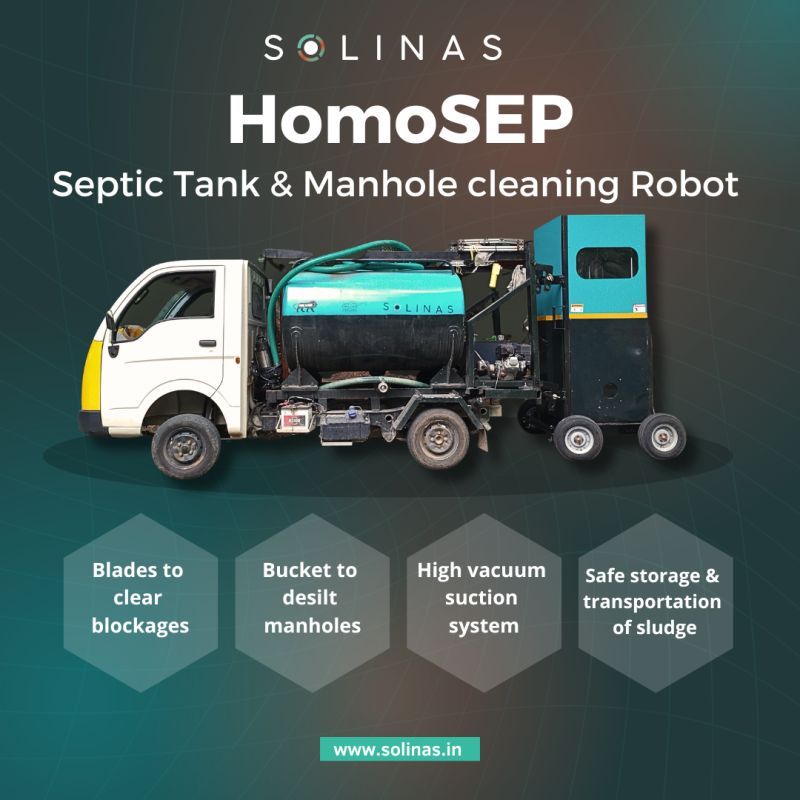 SOLINAS
HomoSEP
Septic Tank & Manhole cleaning Robot
SOLINAS
Blades to
clear
blockages
Bucket to
desilt
manholes
High vacuum
suction
system
Safe storage &
transportation
of sludge
www.solinas.in